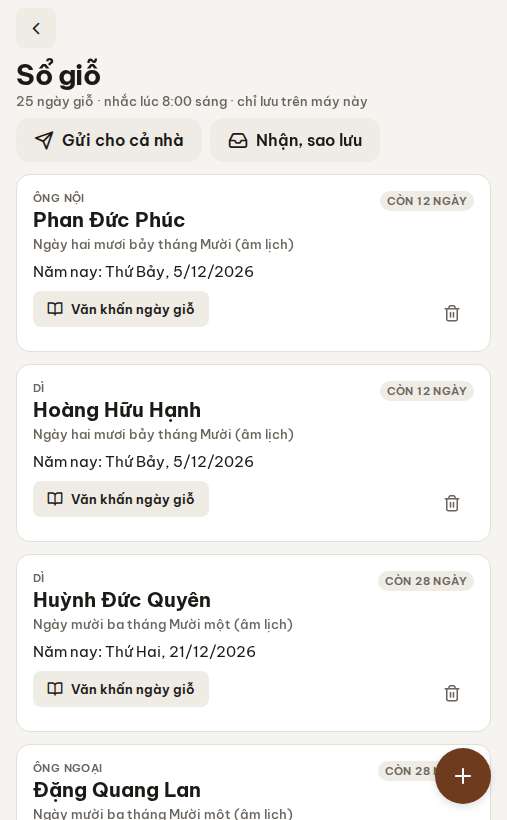 Sổ giỗ
25 ngày giỗ · nhắc lúc 8:00 sáng · chỉ lưu trên máy này
Gửi cho cả nhà
Nhận, sao lưu
ÔNG NỘI
CÒN 12 NGÀY
Phan Đức Phúc
Ngày hai mươi bảy tháng Mười (âm lịch)
Năm nay: Thứ Bảy, 5/12/2026
Văn khấn ngày giỗ
DÌ
CÒN 12 NGÀY
Hoàng Hữu Hạnh
Ngày hai mươi bảy tháng Mười (âm lịch)
Năm nay: Thứ Bảy, 5/12/2026
Văn khấn ngày giỗ
DÌ
CÒN 28 NGÀY
Huỳnh Đức Quyên
Ngày mười ba tháng Mười một (âm lịch)
Năm nay: Thứ Hai, 21/12/2026
Văn khấn ngày giỗ
ÔNG NGOẠI
CÒN 28
Đặng Quang Lan
Ngày mười ba tháng Mười một (âm lịch)